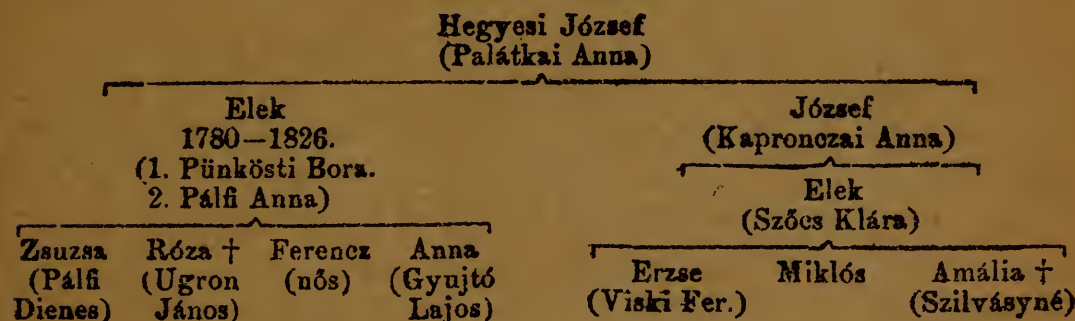 Hegyesi József
(Palátkai Anna)
Elek
1780—1826.
(1. Pünkösti Bora.
2. Pálfi Anna)
József
(Kapronczai Anna)
Elek
(Szőcs Klára)
Zsuzsa
(Pálfi
Dienes)
Róza †
(Ugron
János)
Ferencz
(nős)
Anna
(Gyujtó
Lajos)
Erzse
(Viski Fer.)
Miklós
Amália †
(Szilvásyné)